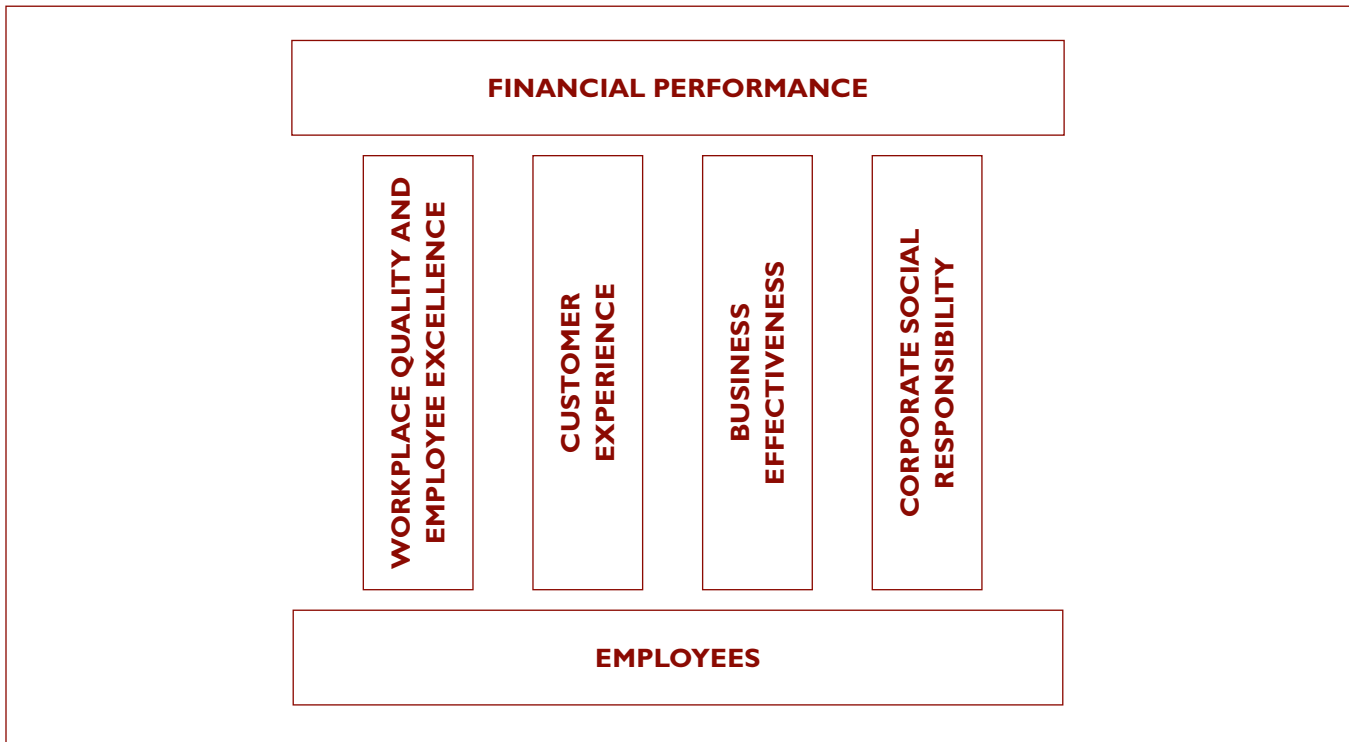 FINANCIAL PERFORMANCE
WORKPLACE QUALITY AND
EMPLOYEE EXCELLENCE
CUSTOMER
EXPERIENCE
BUSINESS
EFFECTIVENESS
CORPORATE SOCIAL
RESPONSIBILITY
EMPLOYEES